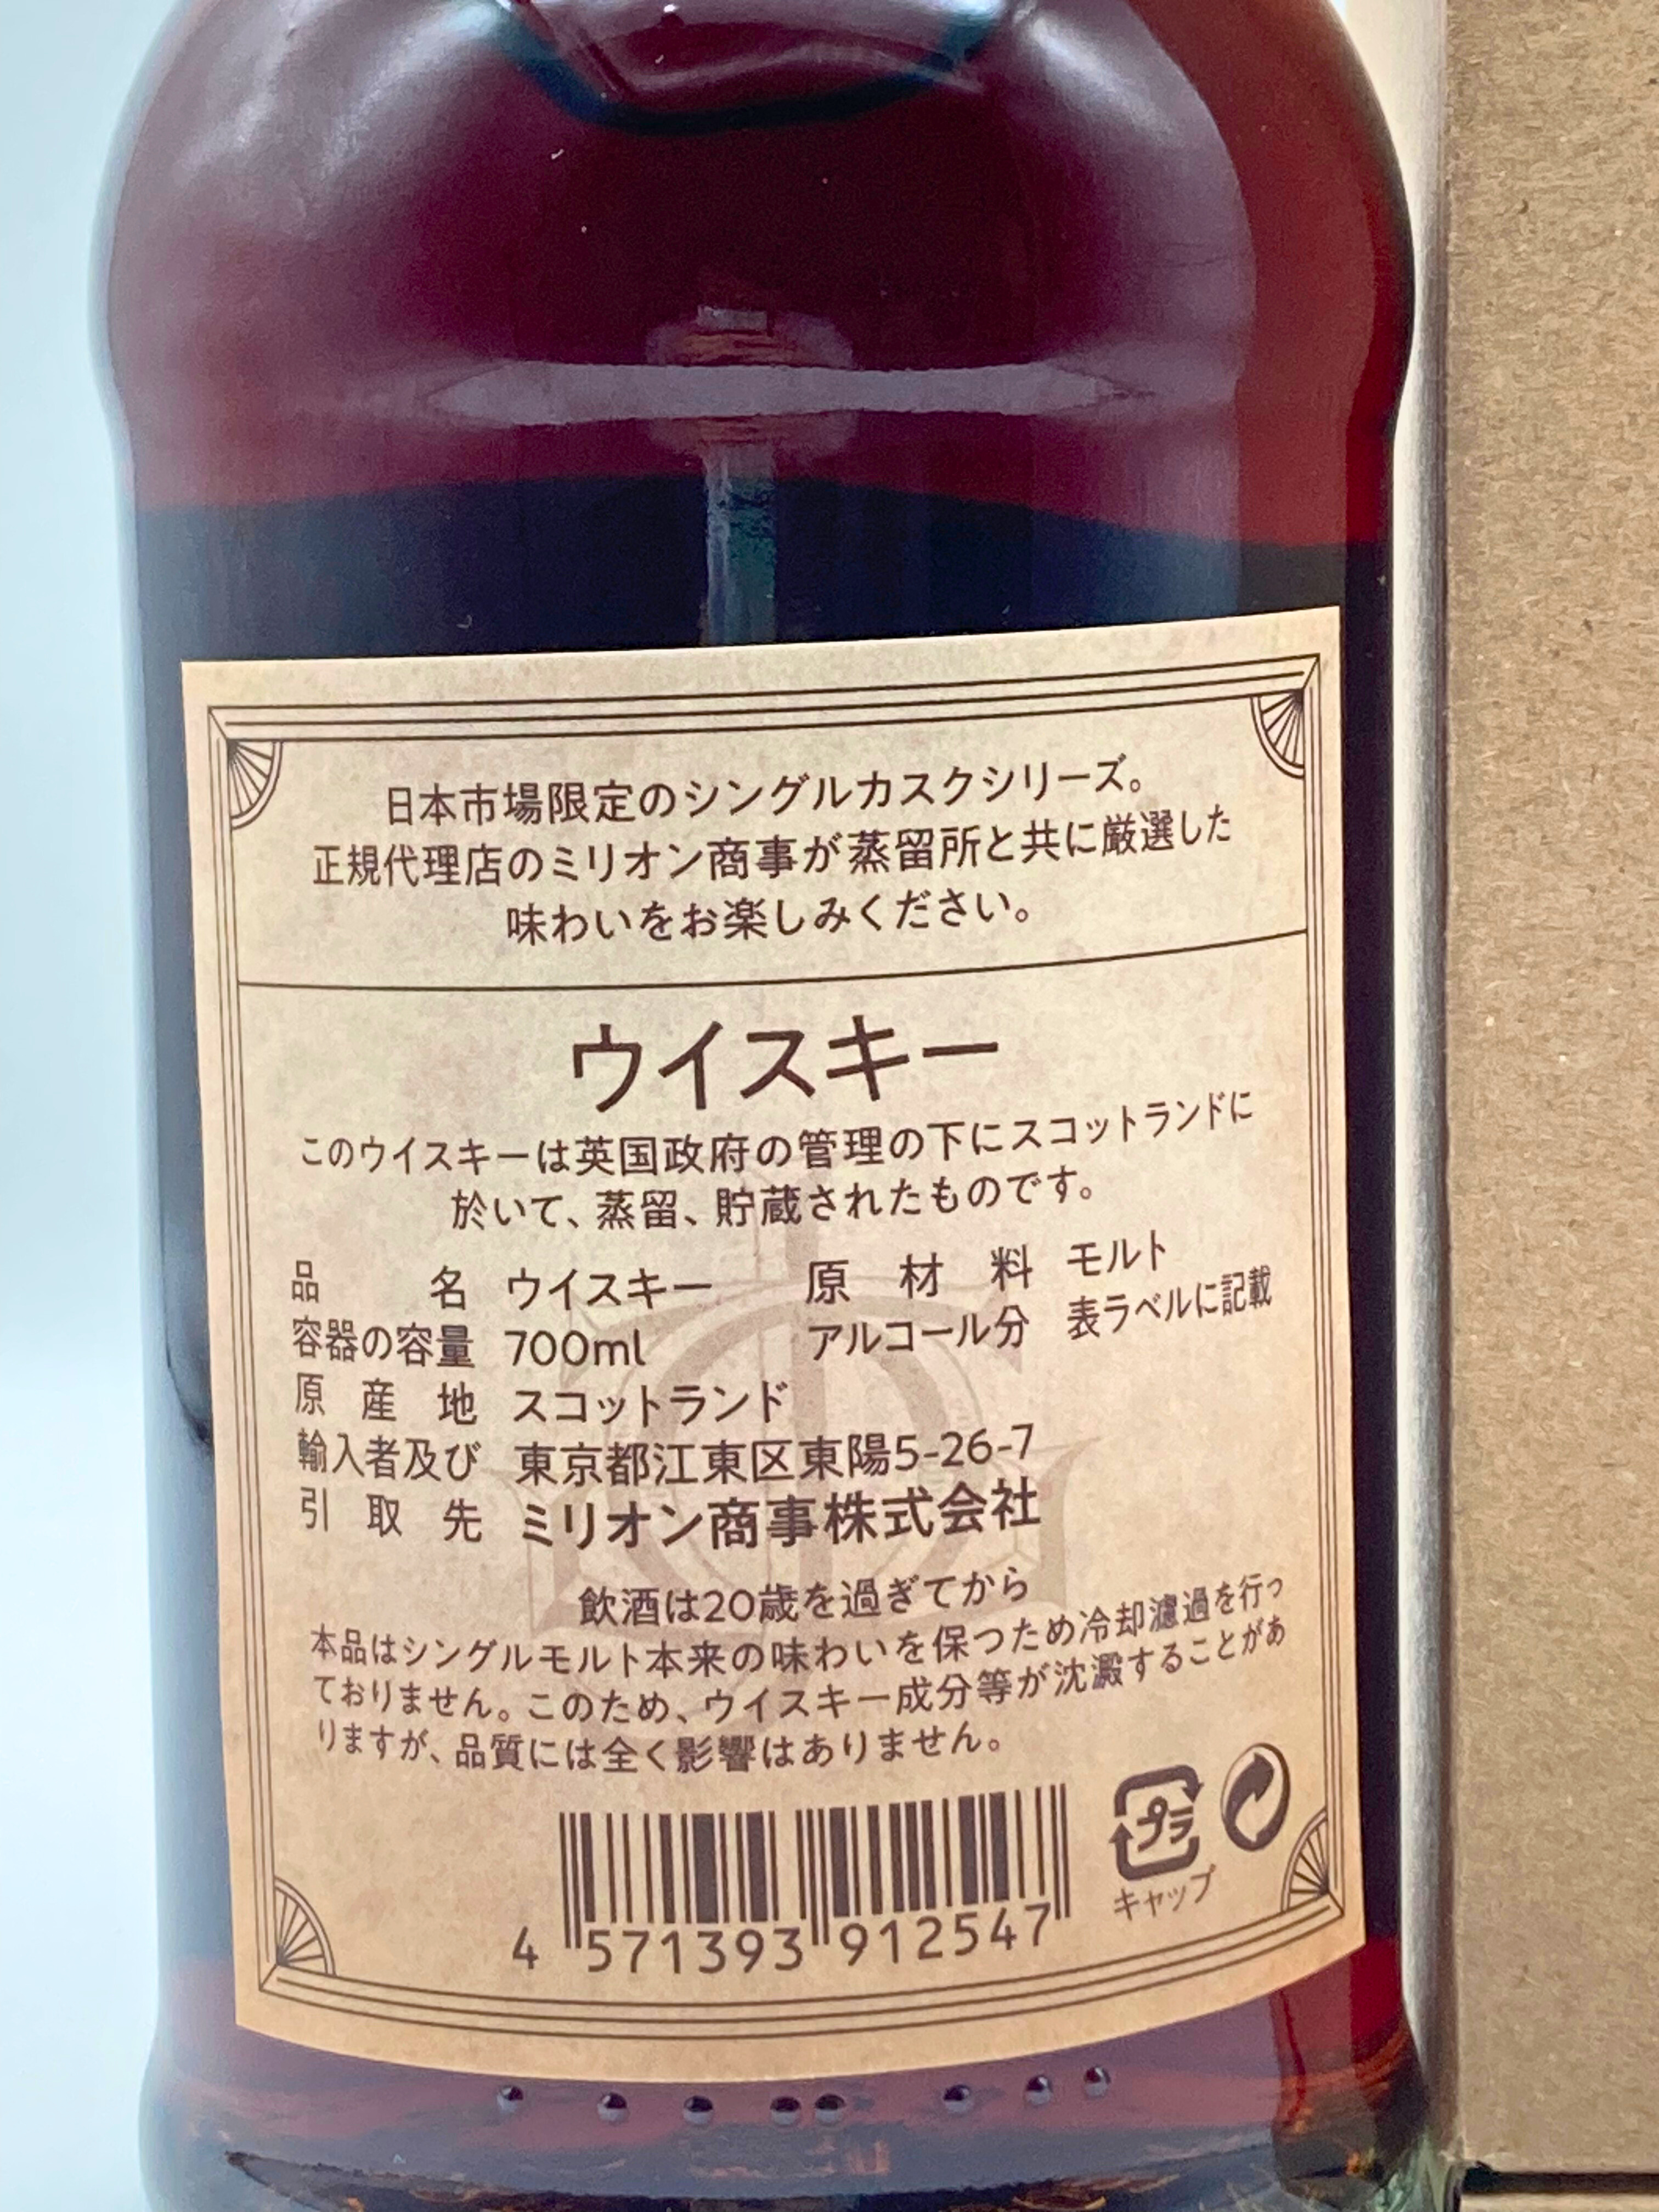 日本市場限定のシングルカスクシリーズ。
正規代理店のミリオン商事が蒸留所と共に厳選した
味わいをお楽しみください。
ウイスキー
このウイスキーは英国政府の管理の下にスコットランドに
於いて、蒸留、貯蔵されたものです。
品名 ウイスキー 原材料 モルト
容器の容量 700ml アルコール分 表ラベルに記載
原産地 スコットランド
輸入者及び 東京都江東区東陽5-26-7
引取先 ミリオン商事株式会社
飲酒は20歳を過ぎてから
本品はシングルモルト本来の味わいを保つため冷却濾過を行っ
ておりません。このため、ウイスキー成分等が沈澱することがあ
りますが、品質には全く影響はありません。
プラ
キャップ
4 571393 912547